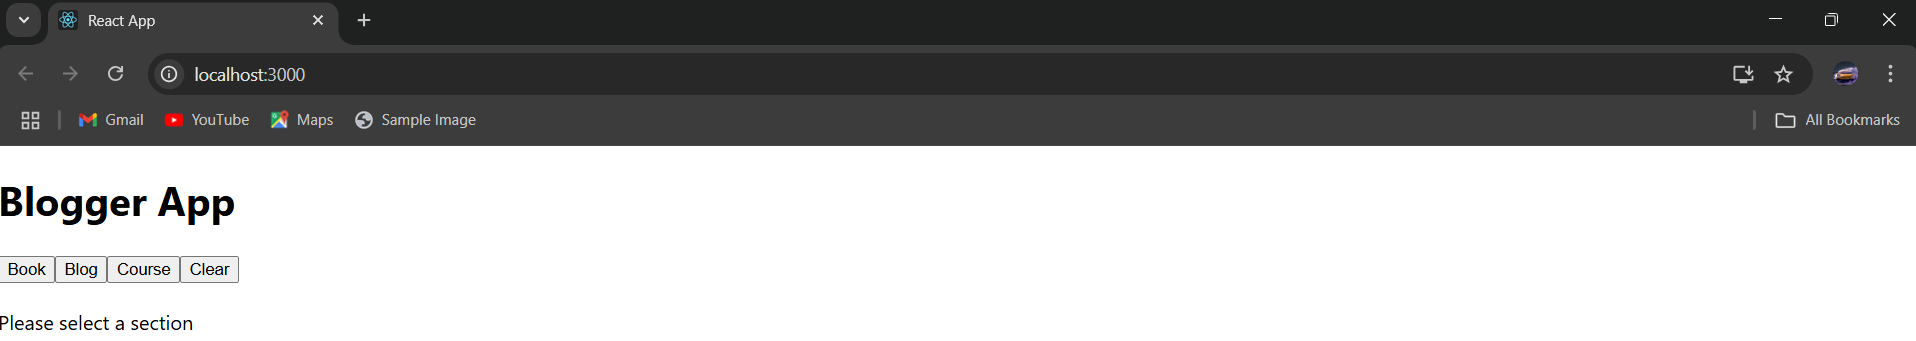 React App
localhost:3000
Gmail YouTube Maps Sample Image All Bookmarks
Blogger App
Book Blog Course Clear
Please select a section